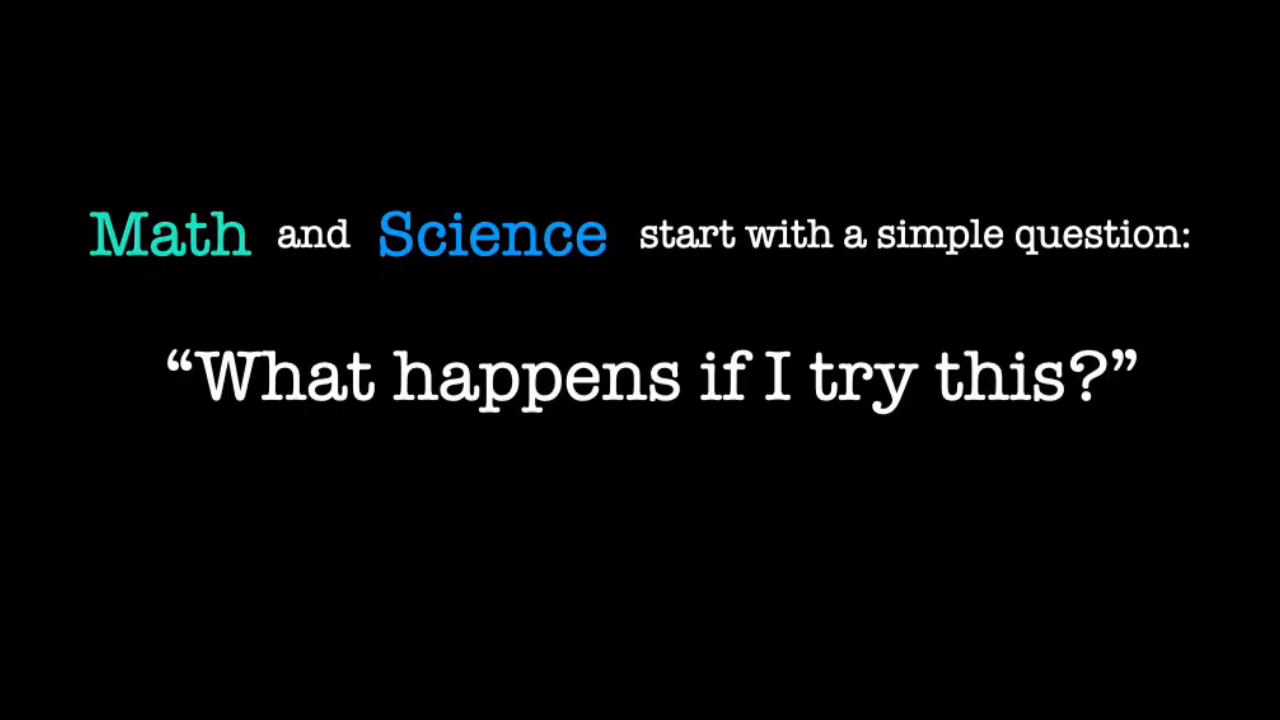 Math and Science start with a simple question:
“What happens if I try this?”